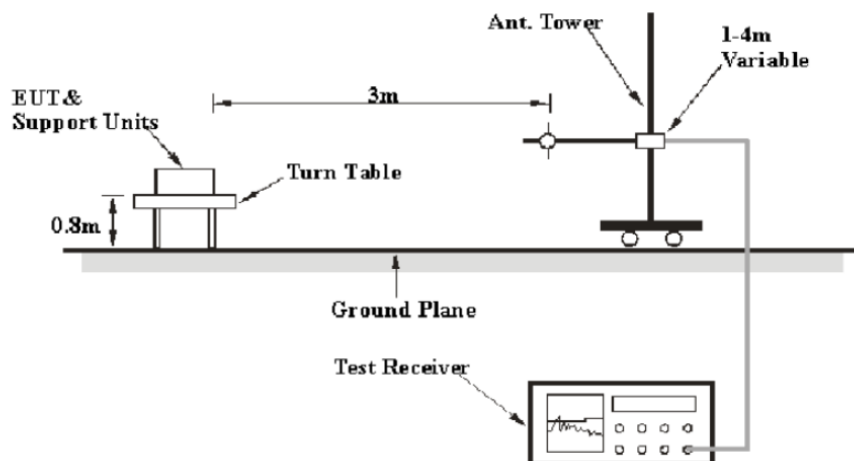 Ant. Tower
1-4m
Variable
3m
EUT&
Support Units
Turn Table
0.8m
Ground Plane
Test Receiver